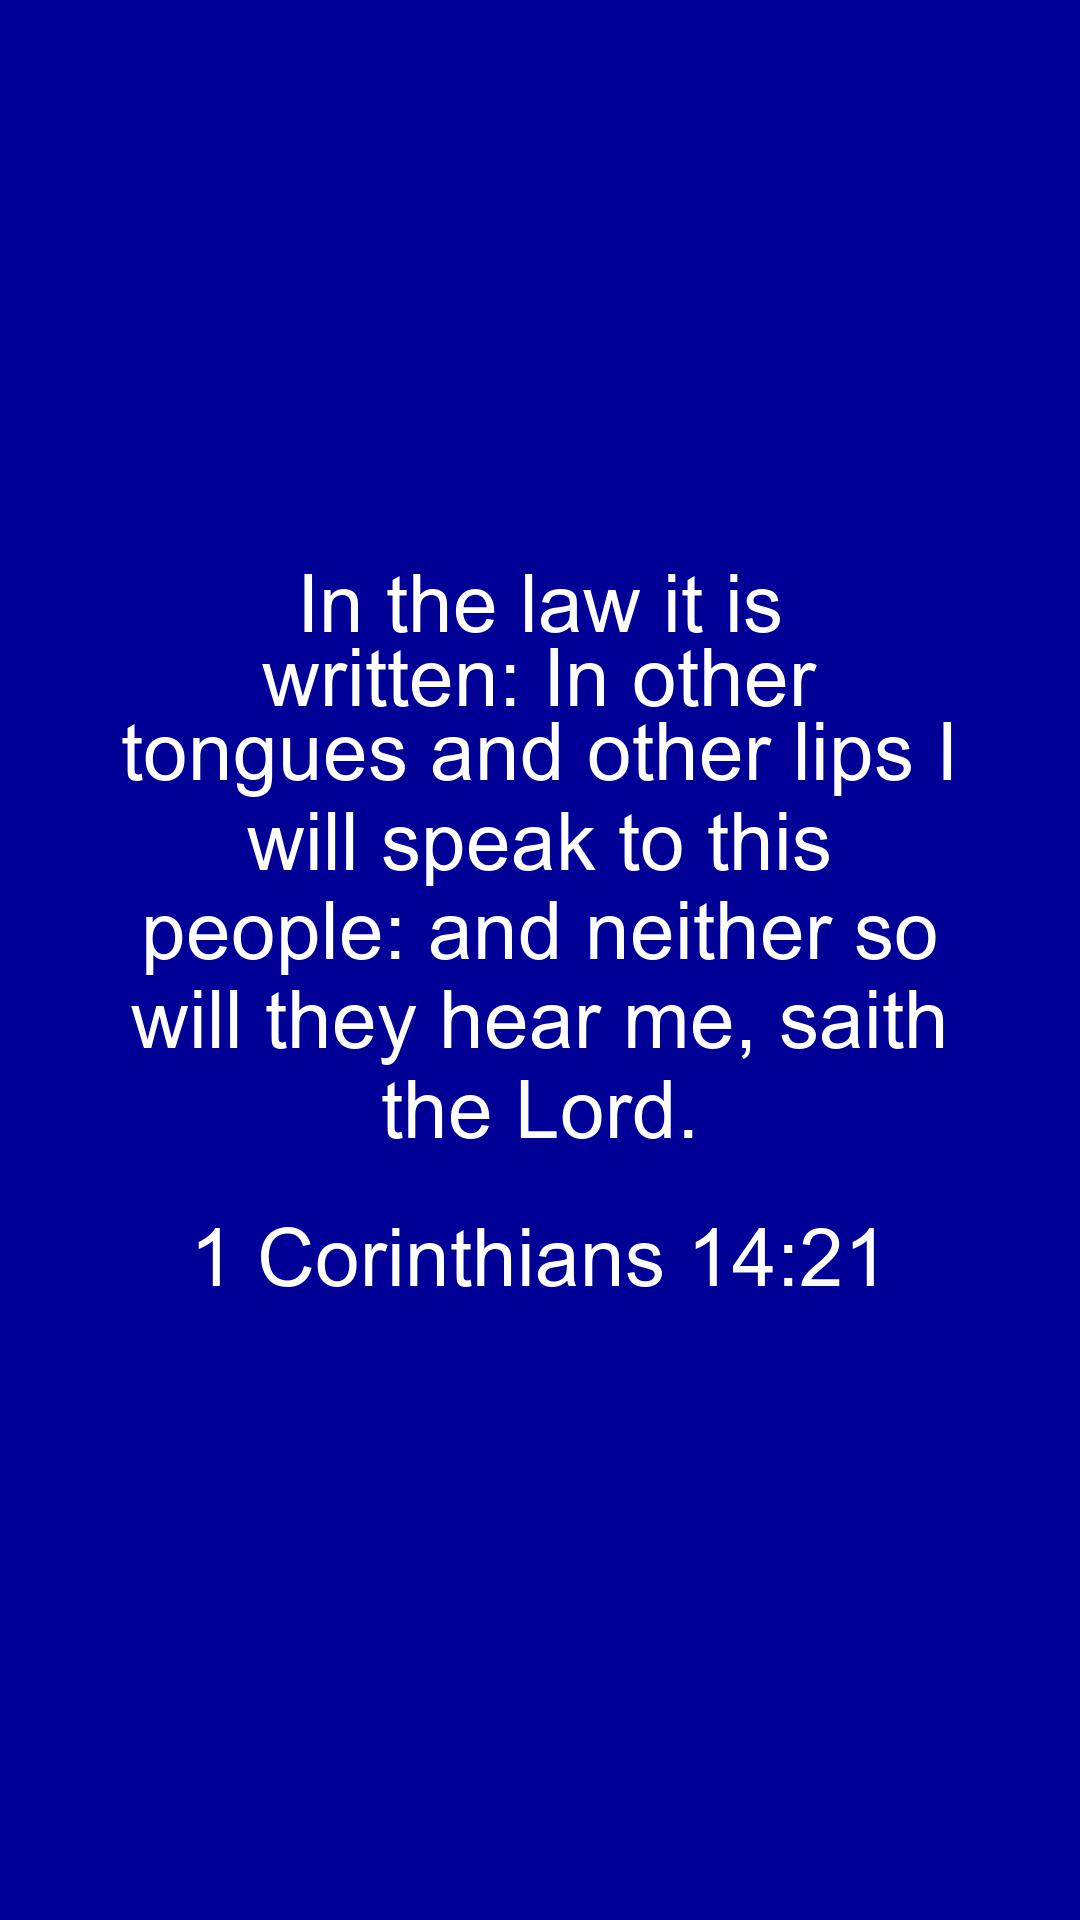 In the law it is
written: In other
tongues and other lips I
will speak to this
people: and neither so
will they hear me, saith
the Lord.
1 Corinthians 14:21